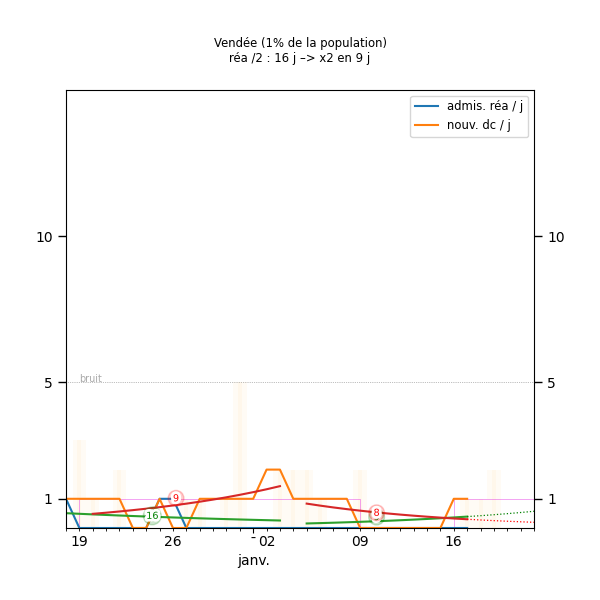 Vendée (1% de la population)
réa /2 : 16 j –> x2 en 9 j
admis. réa / j
nouv. dc / j
10
10
bruit
5
5
1
1
9
16
8
19
26
- 02
09
16
janv.